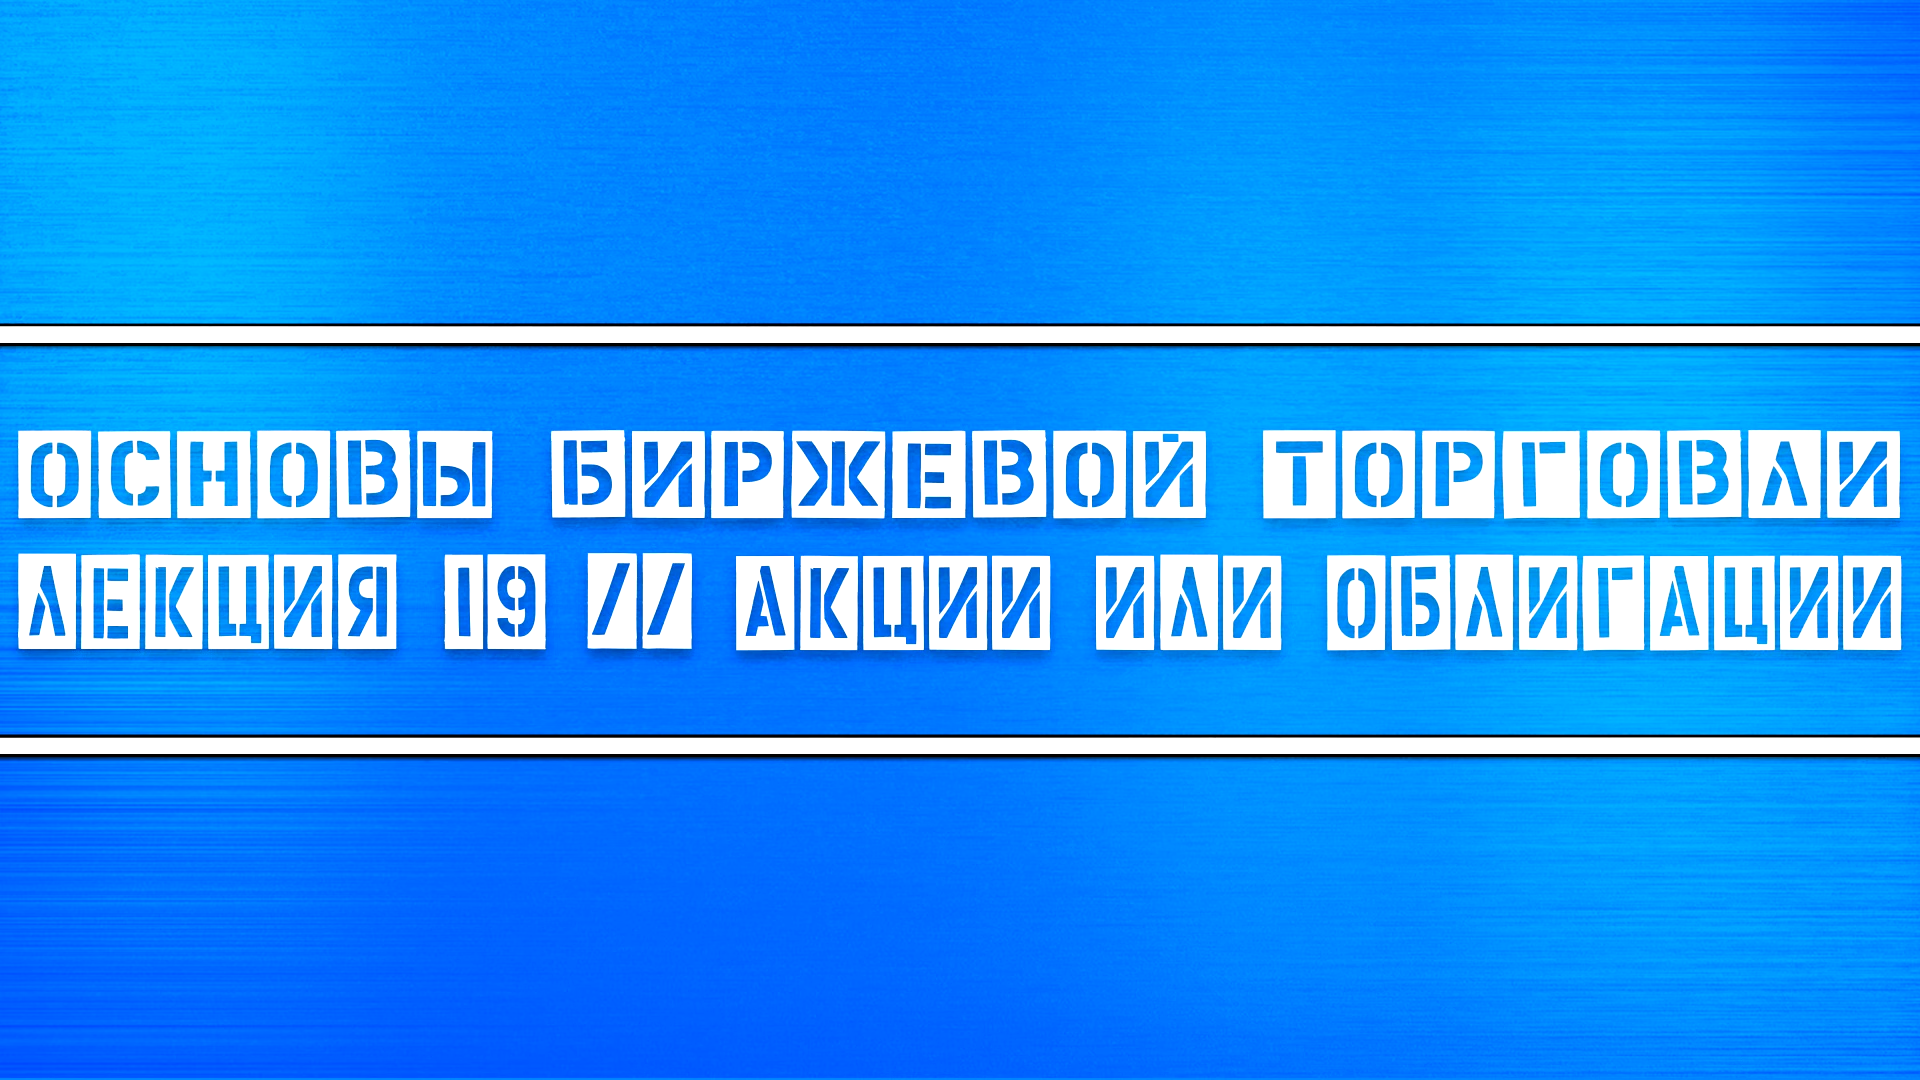 ОСНОВЫ БИРЖЕВОЙ ТОРГОВЛИ
ЛЕКЦИЯ 19 // АКЦИИ ИЛИ ОБЛИГАЦИИ